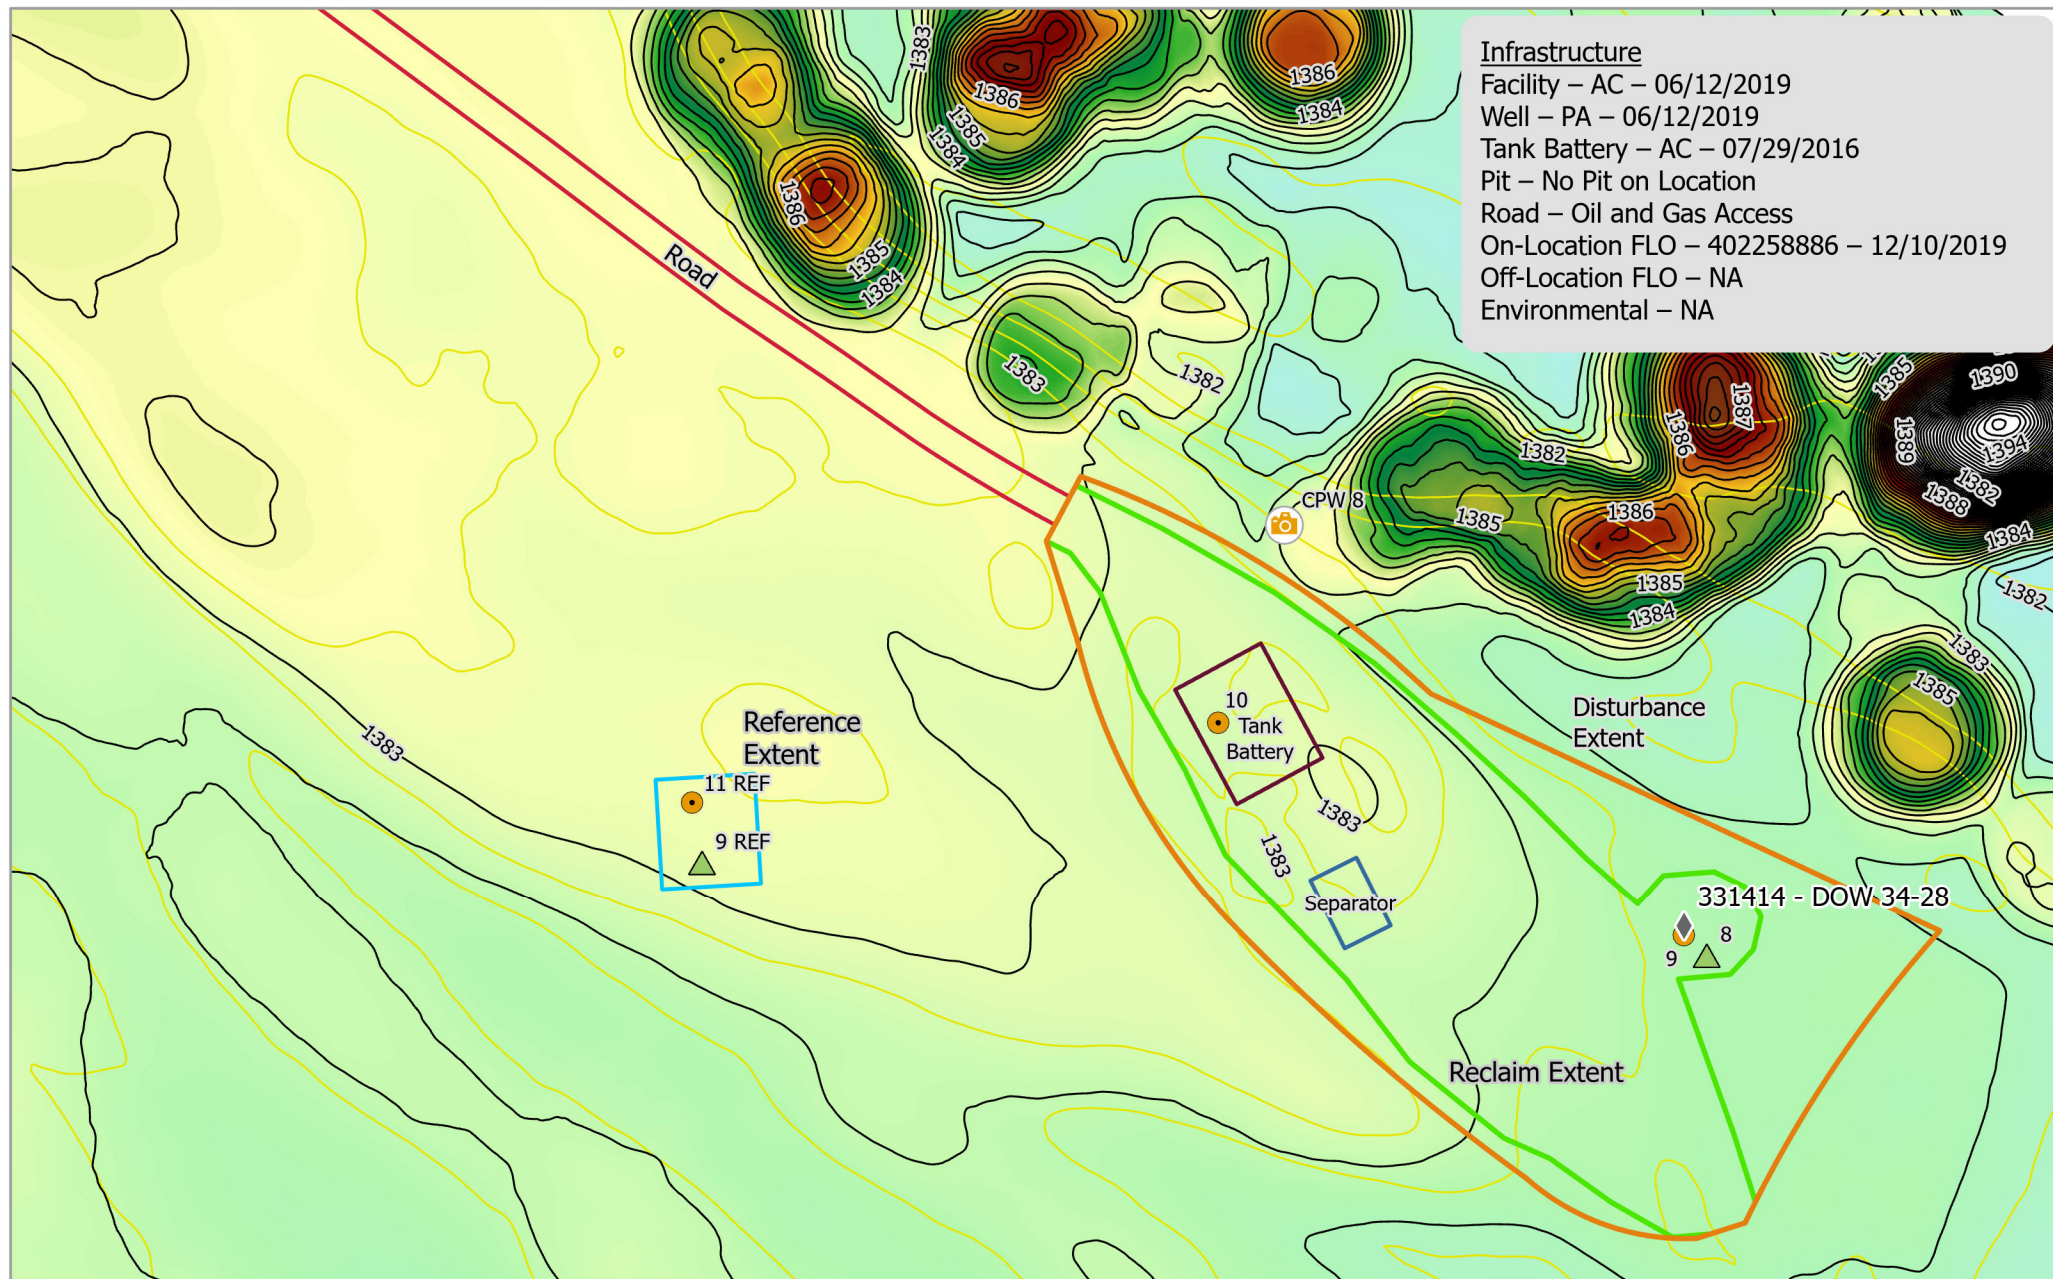 Infrastructure
Facility – AC – 06/12/2019
Well – PA – 06/12/2019
Tank Battery – AC – 07/29/2016
Pit – No Pit on Location
Road – Oil and Gas Access
On-Location FLO – 402258886 – 12/10/2019
Off-Location FLO – NA
Environmental – NA
1383
1386
1385
1384
1386
1384
1386
1385
1384
Road
1383
1382
1385
1390
1387
1386
1389
1394
1382
1388
1384
1382
CPW 8
1385
1386
1385
1384
1382
1383
1385
Disturbance
Extent
10
Tank
Battery
1383
1383
Reference
Extent
1383
11 REF
9 REF
Separator
331414 - DOW 34-28
8
9
Reclaim Extent